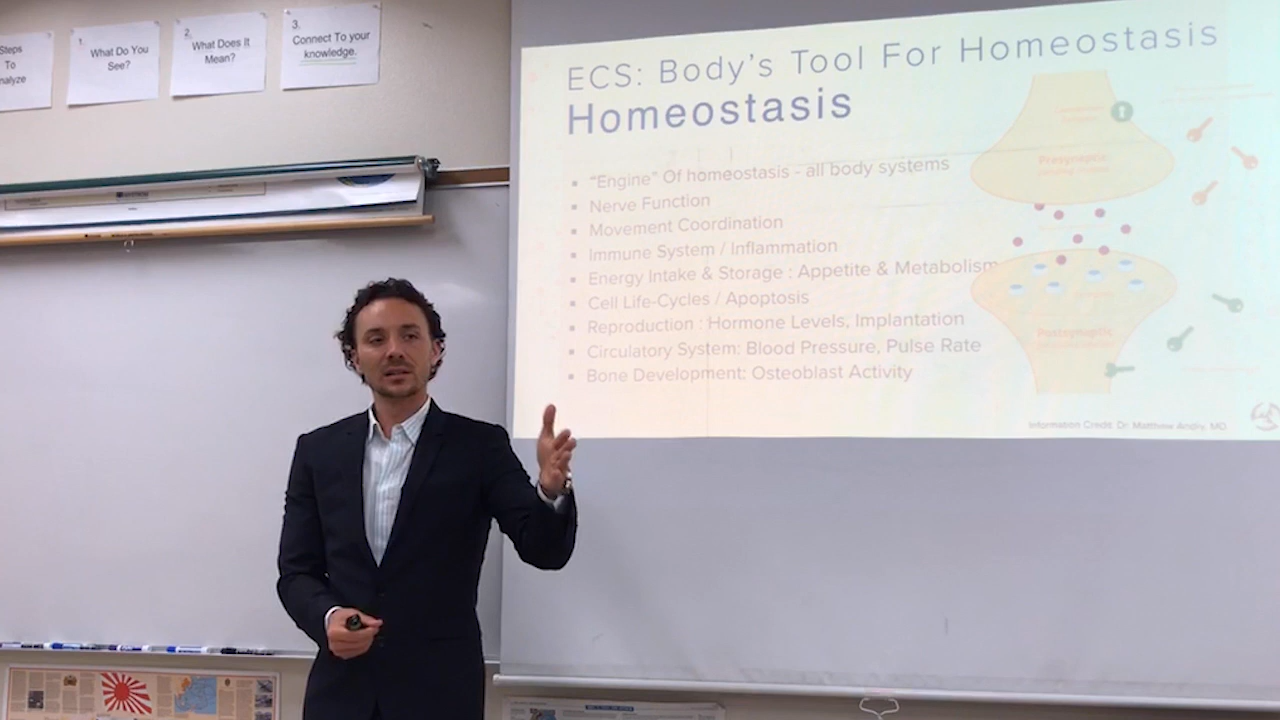 Steps
To
nalyze
1.
What Do You
See?
2.
What Does It
Mean?
3.
Connect To your
knowledge.
ECS: Body's Tool For Homeostasis
Homeostasis
"Engine" Of homeostasis - all body systems
Nerve Function
Movement Coordination
Immune System / Inflammation
Energy Intake & Storage : Appetite & Metabolism
Cell Life-Cycles / Apoptosis
Reproduction : Hormone Levels, Implantation
Circulatory System: Blood Pressure, Pulse Rate
Bone Development: Osteoblast Activity
Presynaptic
Postsynaptic
Information Credit: Dr. Matthew MD